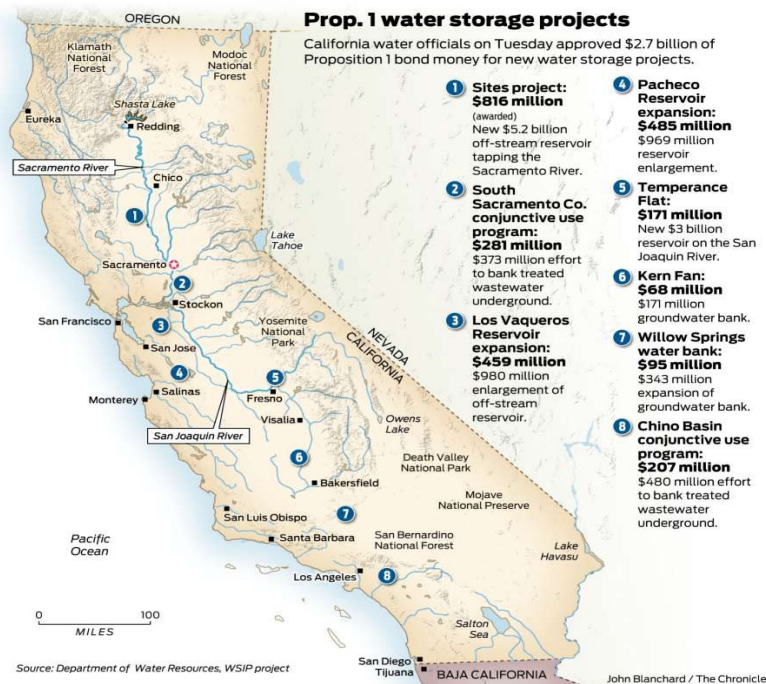 Prop. 1 water storage projects
California water officials on Tuesday approved $2.7 billion of
Proposition 1 bond money for new water storage projects.
1 Sites project:
$816 million
(awarded)
New $5.2 billion
off-stream reservoir
tapping the
Sacramento River.
2 South
Sacramento Co.
conjunctive use
program:
$281 million
$373 million effort
to bank treated
wastewater
underground.
3 Los Vaqueros
Reservoir
expansion:
$459 million
$980 million
enlargement of
off-stream
reservoir.
4 Pacheco
Reservoir
expansion:
$485 million
$969 million
reservoir
enlargement.
5 Temperance
Flat:
$171 million
New $3 billion
reservoir on the San
Joaquin River.
6 Kern Fan:
$68 million
$171 million
groundwater bank.
7 Willow Springs
water bank:
$95 million
$343 million
expansion of
groundwater bank.
8 Chino Basin
conjunctive use
program:
$207 million
$480 million effort
to bank treated
wastewater
underground.
OREGON
Klamath
National
Forest
Modoc
National
Forest
Shasta Lake
Eureka
Redding
Sacramento River
Chico
1
Lake
Tahoe
Sacramento
2
Stockon
San Francisco
3
Yosemite
National
Park
NEVADA
CALIFORNIA
San Jose
4
5
Salinas
Fresno
Monterey
Visalia
Owens
Lake
San Joaquin River
6
Death Valley
National Park
Bakersfield
Mojave
National Preserve
7
San Luis Obispo
Santa Barbara
San Bernardino
National Forest
Pacific
Ocean
Lake
Havasu
Los Angeles
8
0 100
MILES
Salton
Sea
San Diego
Tijuana
BAJA CALIFORNIA
Source: Department of Water Resources, WSIP project
John Blanchard / The Chronicle